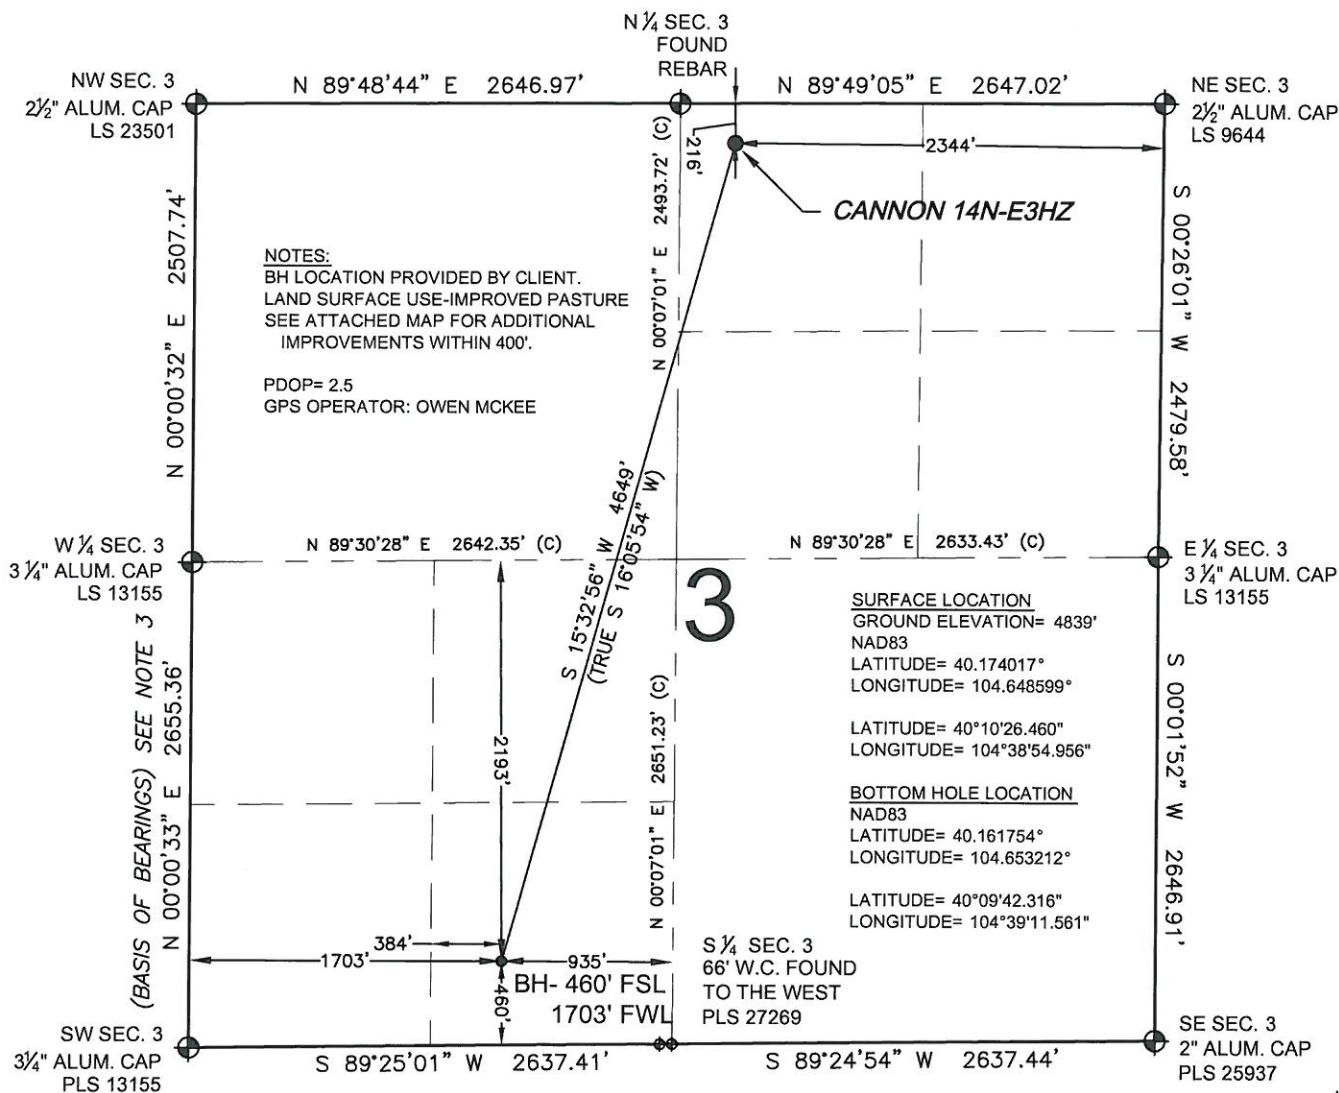 N ¼ SEC. 3
FOUND
REBAR
NW SEC. 3
2½" ALUM. CAP
LS 23501
N 89°48'44" E 2646.97'
N 89°49'05" E 2647.02'
NE SEC. 3
2½" ALUM. CAP
LS 9644
216'
2344'
CANNON 14N-E3HZ
N 00°00'32" E 2507.74'
N 00°07'01" E 2493.72' (C)
S 00°26'01" W 2479.58'
NOTES:
BH LOCATION PROVIDED BY CLIENT.
LAND SURFACE USE-IMPROVED PASTURE
SEE ATTACHED MAP FOR ADDITIONAL
IMPROVEMENTS WITHIN 400'.
PDOP= 2.5
GPS OPERATOR: OWEN MCKEE
S 15°32'56" W 4649'
(TRUE S 16°05'54" W)
W ¼ SEC. 3
3 ¼" ALUM. CAP
LS 13155
N 89°30'28" E 2642.35' (C)
N 89°30'28" E 2633.43' (C)
E ¼ SEC. 3
3 ¼" ALUM. CAP
LS 13155
3
SURFACE LOCATION
GROUND ELEVATION= 4839'
NAD83
LATITUDE= 40.174017°
LONGITUDE= 104.648599°
LATITUDE= 40°10'26.460"
LONGITUDE= 104°38'54.956"
BOTTOM HOLE LOCATION
NAD83
LATITUDE= 40.161754°
LONGITUDE= 104.653212°
LATITUDE= 40°09'42.316"
LONGITUDE= 104°39'11.561"
(BASIS OF BEARINGS) SEE NOTE 3
N 00°00'33" E 2655.36'
2193'
N 00°07'01" E 2651.23' (C)
S 00°01'52" W 2646.91'
384'
1703'
935'
460'
BH- 460' FSL
1703' FWL
S ¼ SEC. 3
66' W.C. FOUND
TO THE WEST
PLS 27269
SW SEC. 3
3¼" ALUM. CAP
PLS 13155
S 89°25'01" W 2637.41'
S 89°24'54" W 2637.44'
SE SEC. 3
2" ALUM. CAP
PLS 25937